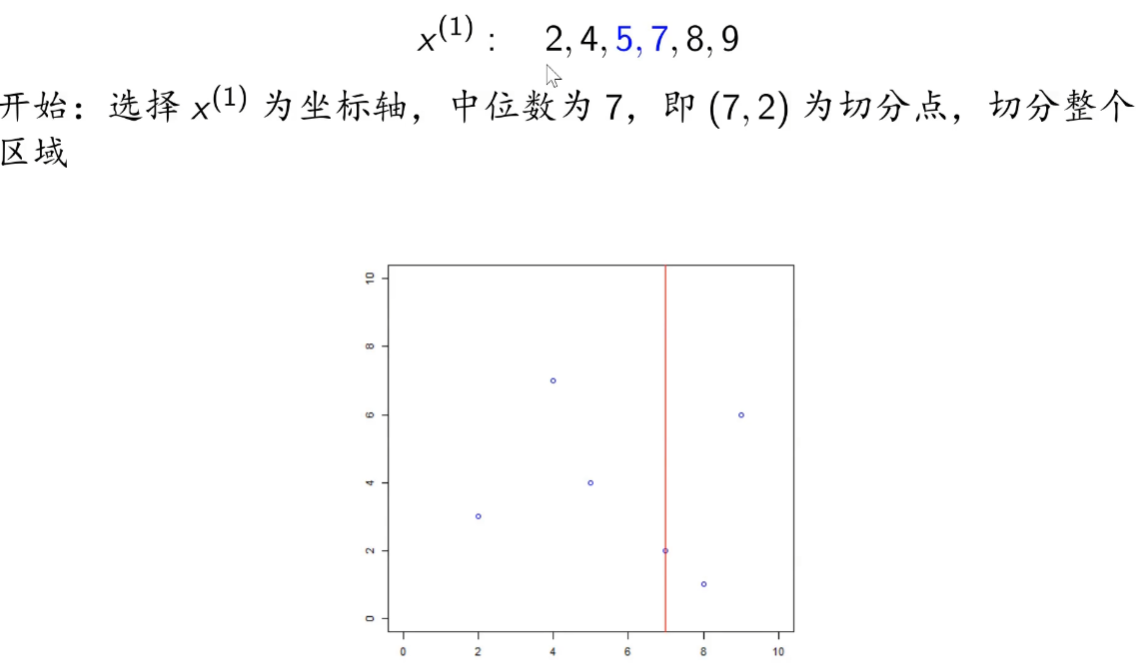 x^(1) : 2, 4, 5, 7, 8, 9
开始：选择 x^(1) 为坐标轴，中位数为 7，即 (7, 2) 为切分点，切分整个
区域
10
8
6
4
2
0
0 2 4 6 8 10